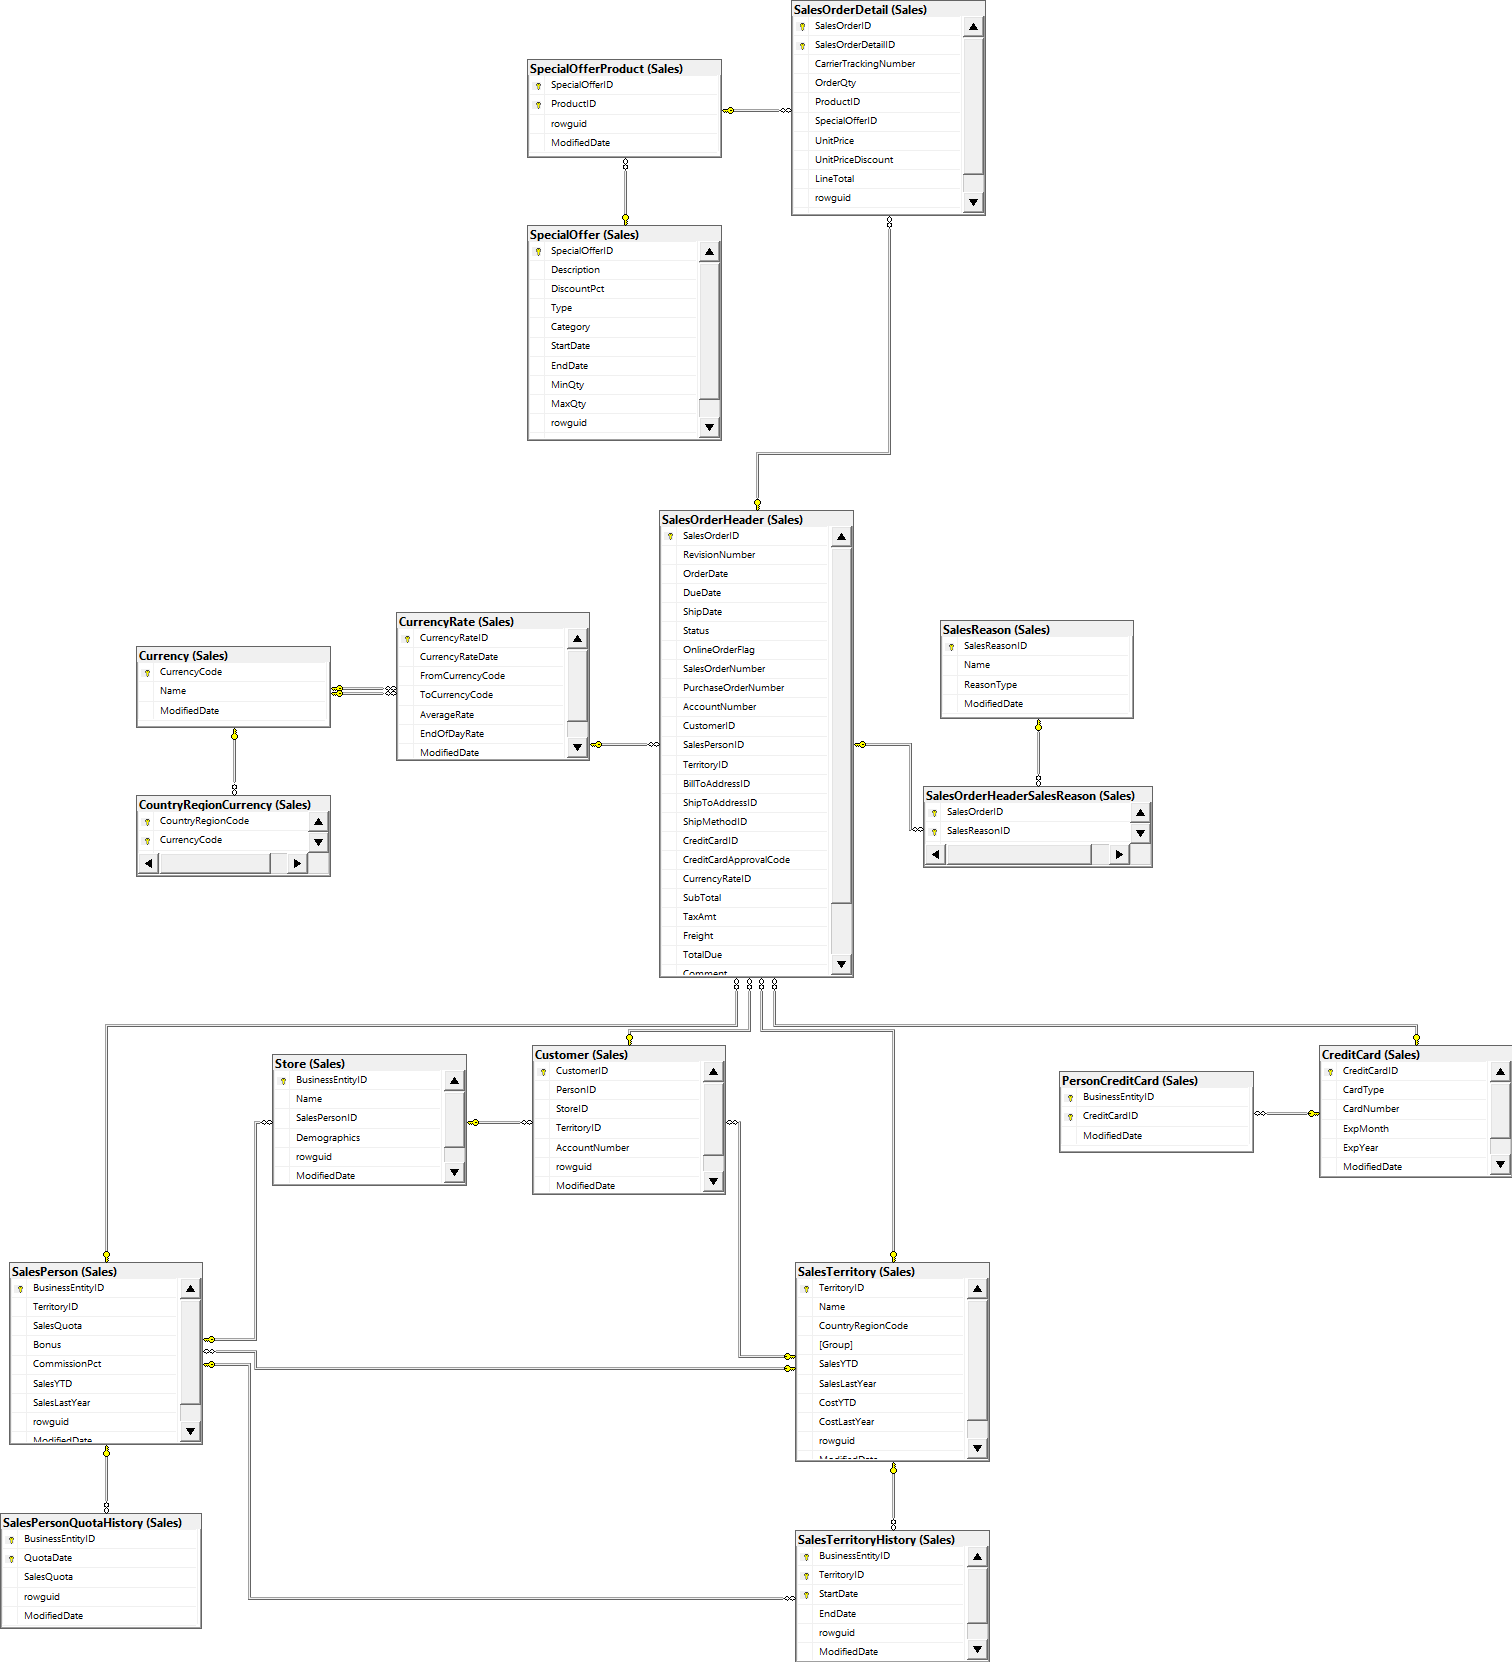 SalesOrderDetail (Sales)
SalesOrderID
SalesOrderDetailID
CarrierTrackingNumber
OrderQty
ProductID
SpecialOfferID
UnitPrice
UnitPriceDiscount
LineTotal
rowguid
SpecialOfferProduct (Sales)
SpecialOfferID
ProductID
rowguid
ModifiedDate
SpecialOffer (Sales)
SpecialOfferID
Description
DiscountPct
Type
Category
StartDate
EndDate
MinQty
MaxQty
rowguid
SalesOrderHeader (Sales)
SalesOrderID
RevisionNumber
OrderDate
DueDate
ShipDate
Status
OnlineOrderFlag
SalesOrderNumber
PurchaseOrderNumber
AccountNumber
CustomerID
SalesPersonID
TerritoryID
BillToAddressID
ShipToAddressID
ShipMethodID
CreditCardID
CreditCardApprovalCode
CurrencyRateID
SubTotal
TaxAmt
Freight
TotalDue
Comment
CurrencyRate (Sales)
CurrencyRateID
CurrencyRateDate
FromCurrencyCode
ToCurrencyCode
AverageRate
EndOfDayRate
ModifiedDate
Currency (Sales)
CurrencyCode
Name
ModifiedDate
CountryRegionCurrency (Sales)
CountryRegionCode
CurrencyCode
SalesReason (Sales)
SalesReasonID
Name
ReasonType
ModifiedDate
SalesOrderHeaderSalesReason (Sales)
SalesOrderID
SalesReasonID
Store (Sales)
BusinessEntityID
Name
SalesPersonID
Demographics
rowguid
ModifiedDate
Customer (Sales)
CustomerID
PersonID
StoreID
TerritoryID
AccountNumber
rowguid
ModifiedDate
PersonCreditCard (Sales)
BusinessEntityID
CreditCardID
ModifiedDate
CreditCard (Sales)
CreditCardID
CardType
CardNumber
ExpMonth
ExpYear
ModifiedDate
SalesPerson (Sales)
BusinessEntityID
TerritoryID
SalesQuota
Bonus
CommissionPct
SalesYTD
SalesLastYear
rowguid
ModifiedDate
SalesTerritory (Sales)
TerritoryID
Name
CountryRegionCode
[Group]
SalesYTD
SalesLastYear
CostYTD
CostLastYear
rowguid
ModifiedDate
SalesPersonQuotaHistory (Sales)
BusinessEntityID
QuotaDate
SalesQuota
rowguid
ModifiedDate
SalesTerritoryHistory (Sales)
BusinessEntityID
TerritoryID
StartDate
EndDate
rowguid
ModifiedDate